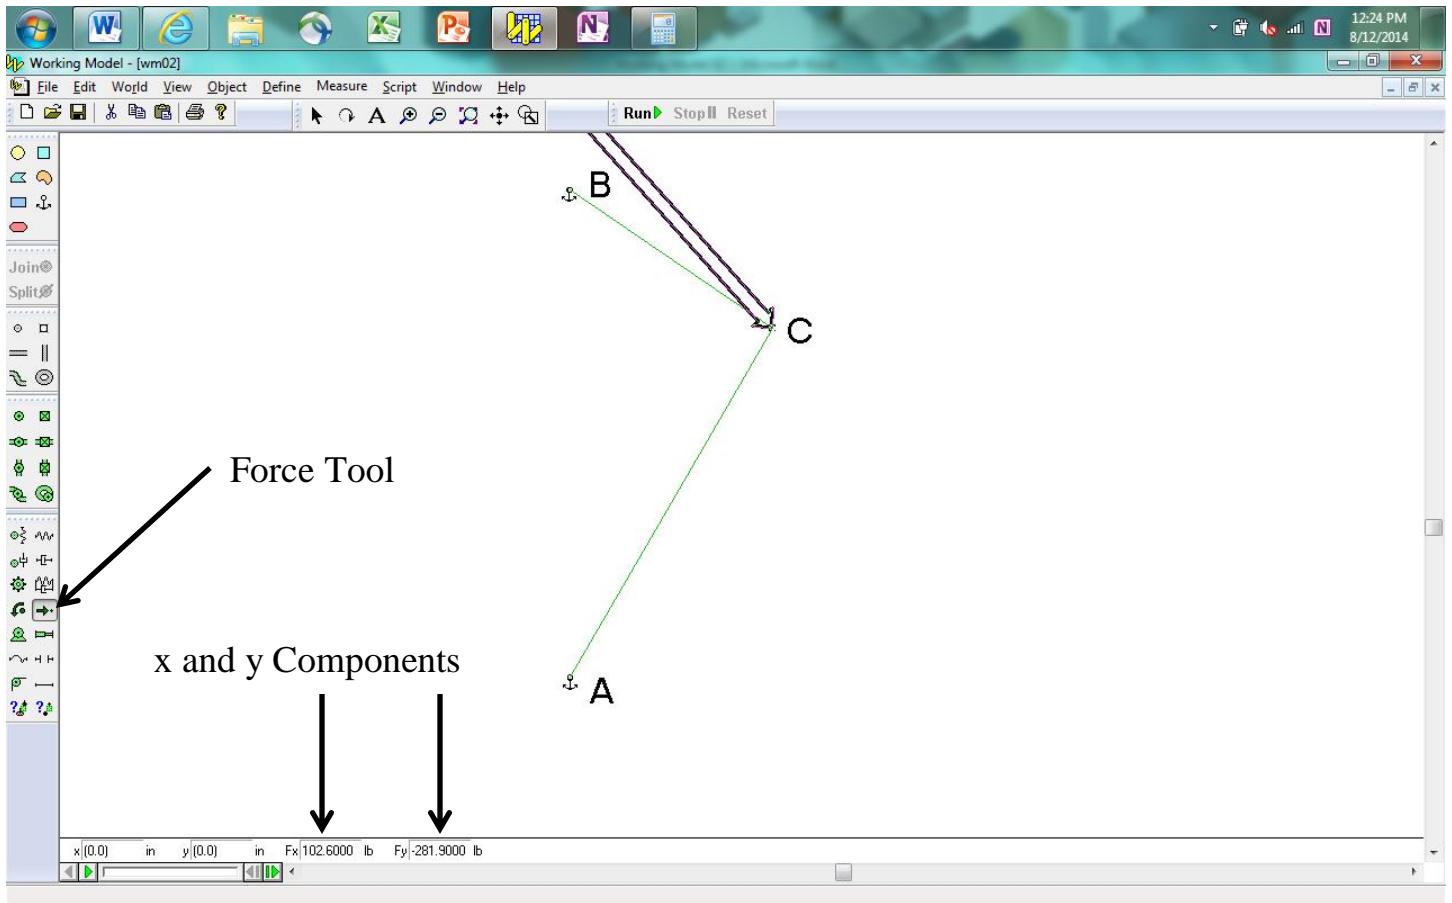 12:24 PM
8/12/2014
Working Model - [wm02]
File Edit World View Object Define Measure Script Window Help
A Run Stop Reset
B
Join
Split
C
Force Tool
x and y Components
A
x (0.0) in y (0.0) in Fx 102.6000 lb Fy -281.9000 lb